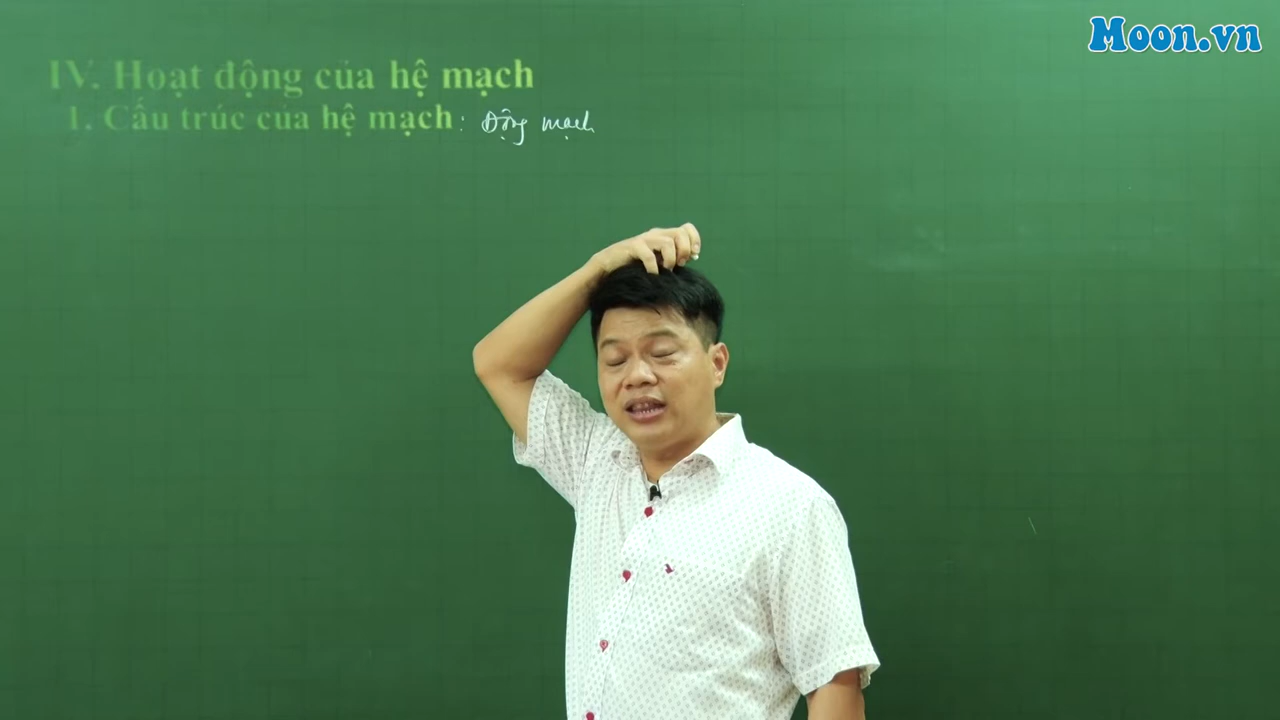 Moon.vn
IV. Hoạt động của hệ mạch
1. Cấu trúc của hệ mạch: Động mạch